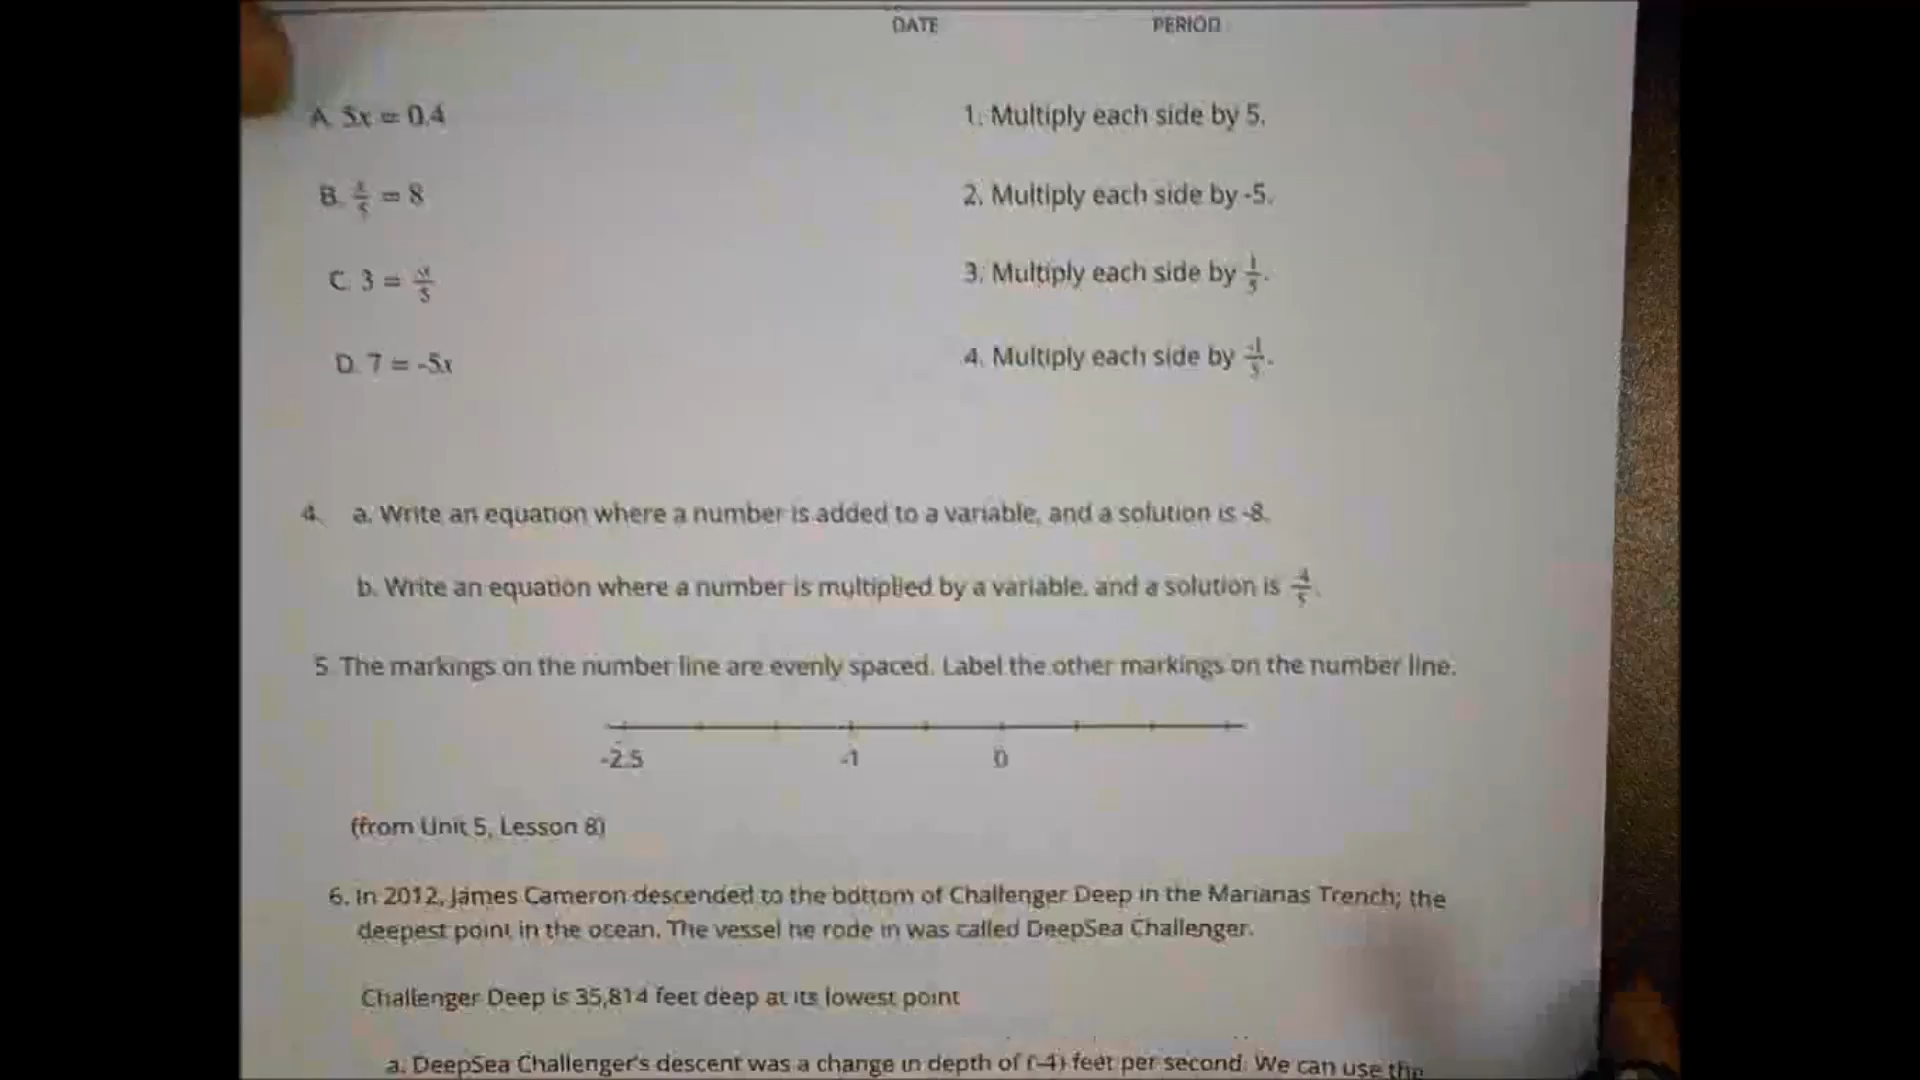 DATE PERIOD
A. 5x = 0.4
1. Multiply each side by 5.
B. x/5 = 8
2. Multiply each side by -5.
C. 3 = /5
3. Multiply each side by 1/5.
D. 7 = -5x
4. Multiply each side by -1/5.
4. a. Write an equation where a number is added to a variable, and a solution is -8.
b. Write an equation where a number is multiplied by a variable, and a solution is 4/5.
5. The markings on the number line are evenly spaced. Label the other markings on the number line.
-2.5 -1 0
(from Unit 5, Lesson 8)
6. In 2012, James Cameron descended to the bottom of Challenger Deep in the Marianas Trench; the
deepest point in the ocean. The vessel he rode in was called DeepSea Challenger.
Challenger Deep is 35,814 feet deep at its lowest point
a. DeepSea Challenger's descent was a change in depth of (-4) feet per second. We can use the